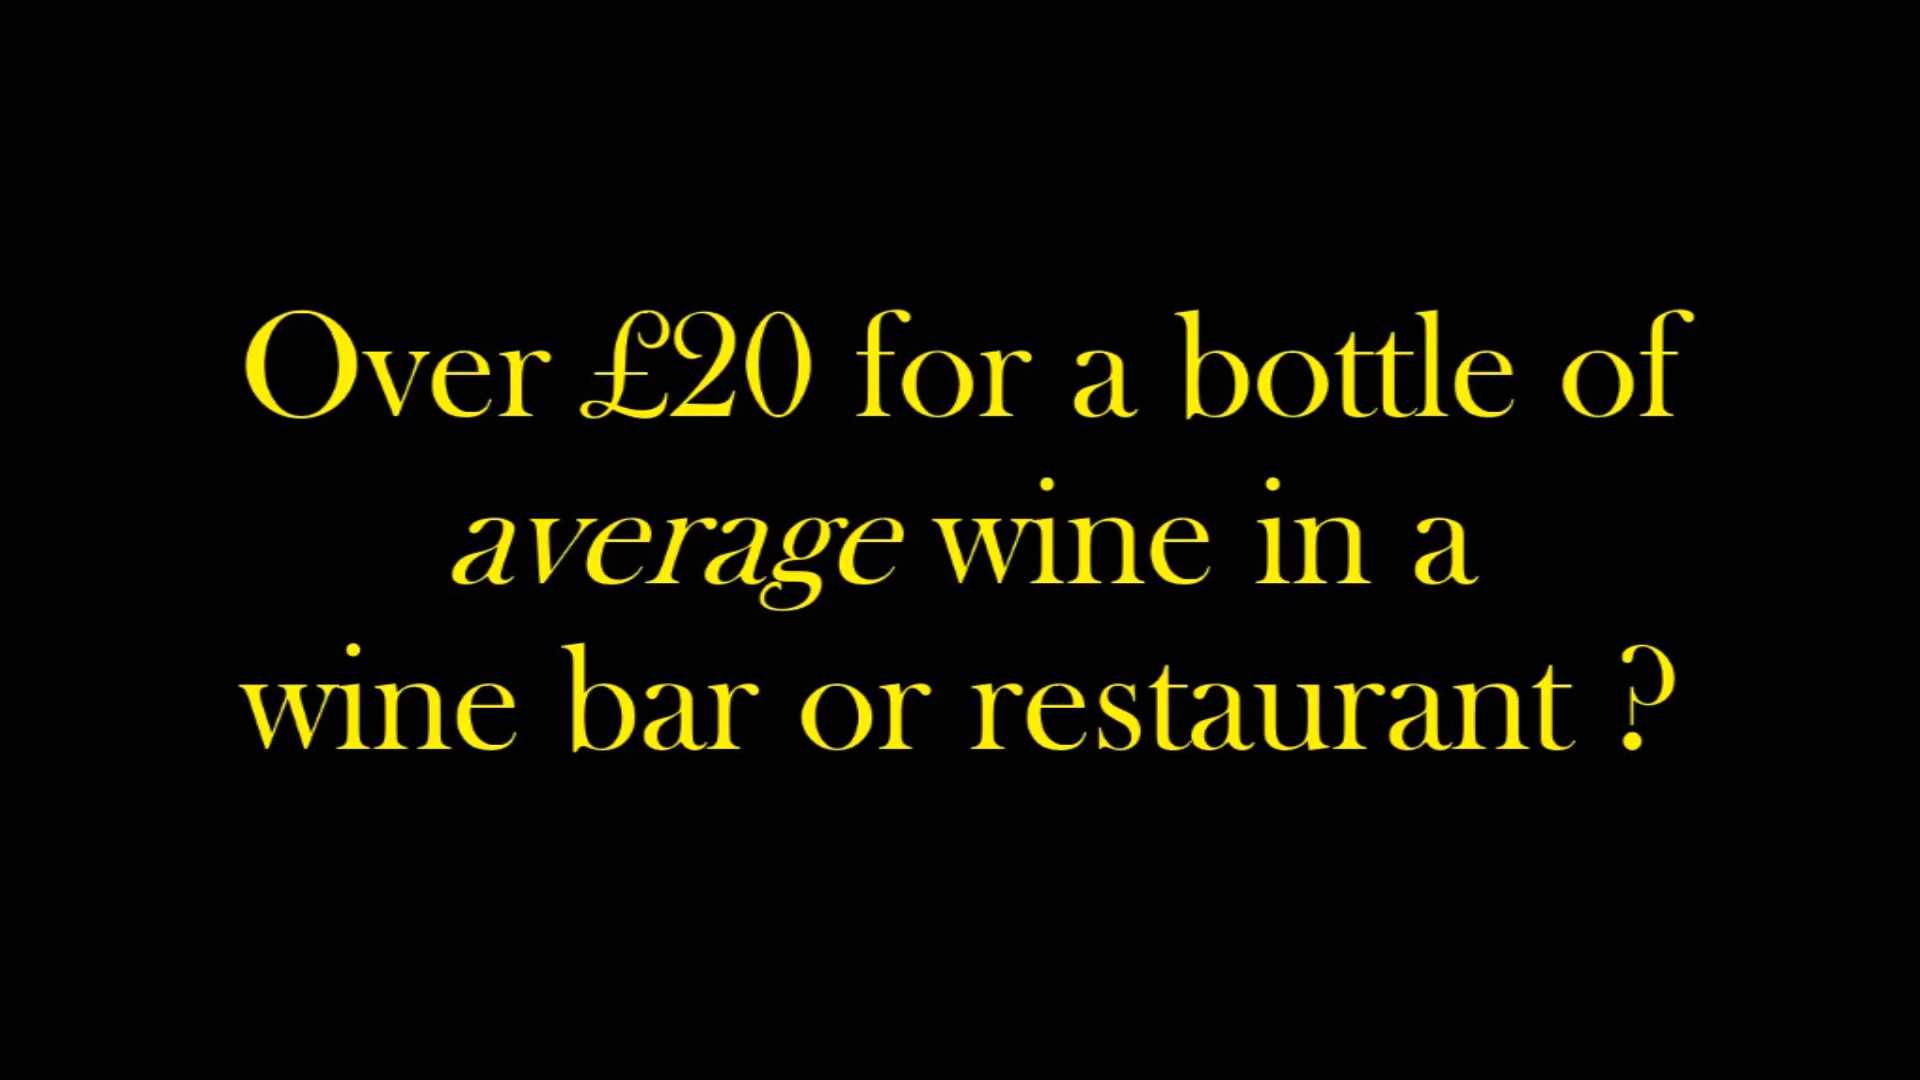 Over £20 for a bottle of
average wine in a
wine bar or restaurant ?